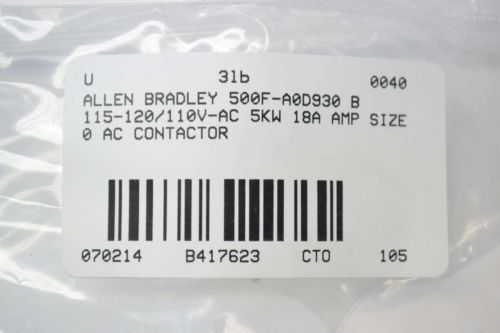 U 3lb 0040
ALLEN BRADLEY 500F-A0D930 B
115-120/110V-AC 5KW 18A AMP SIZE
0 AC CONTACTOR
070214 B417623 CTO 105